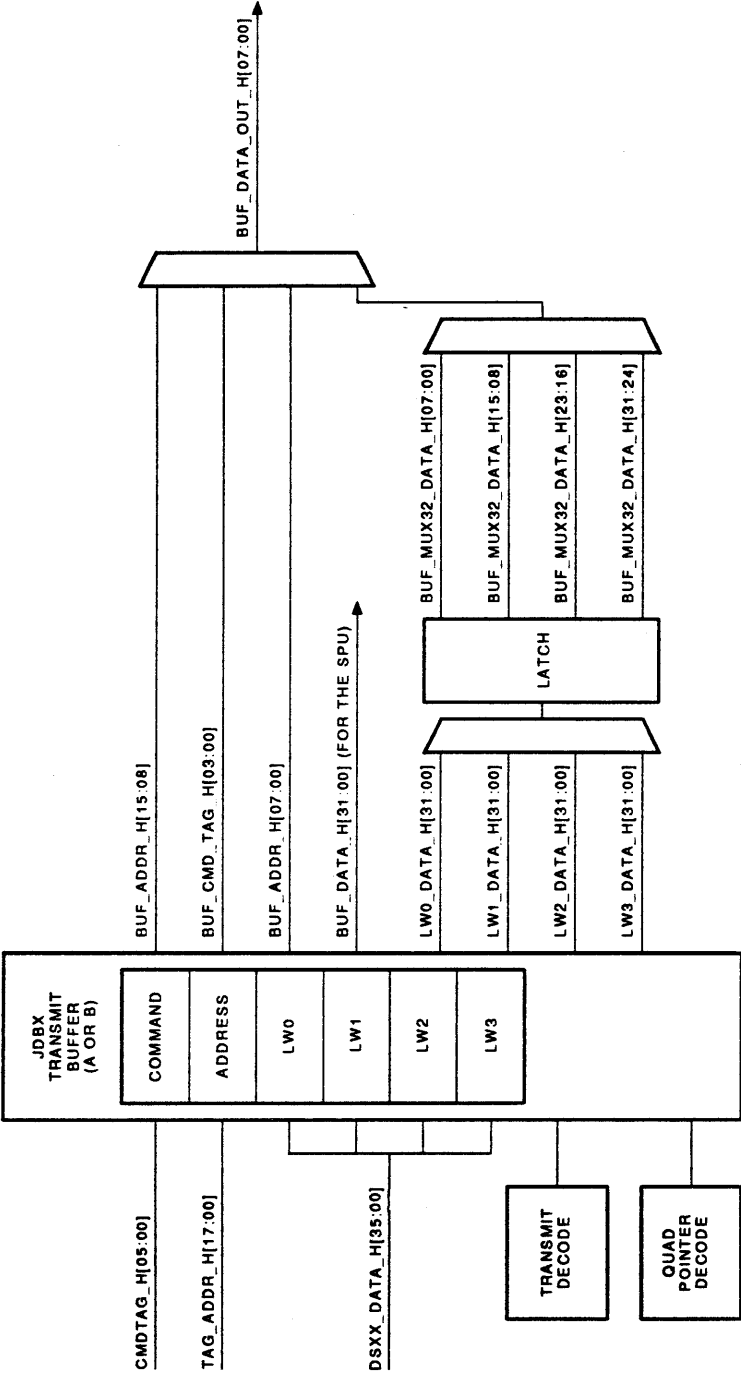 CMDTAG_H[05:00]
TAG_ADDR_H[17:00]
DSXX_DATA_H[35:00]
TRANSMIT
DECODE
QUAD
POINTER
DECODE
JDBX
TRANSMIT
BUFFER
(A OR B)
COMMAND
ADDRESS
LW0
LW1
LW2
LW3
BUF_ADDR_H[15:08]
BUF_CMD_TAG_H[03:00]
BUF_ADDR_H[07:00]
BUF_DATA_H[31:00] (FOR THE SPU)
LW0_DATA_H[31:00]
LW1_DATA_H[31:00]
LW2_DATA_H[31:00]
LW3_DATA_H[31:00]
LATCH
BUF_MUX32_DATA_H[07:00]
BUF_MUX32_DATA_H[15:08]
BUF_MUX32_DATA_H[23:16]
BUF_MUX32_DATA_H[31:24]
BUF_DATA_OUT_H[07:00]